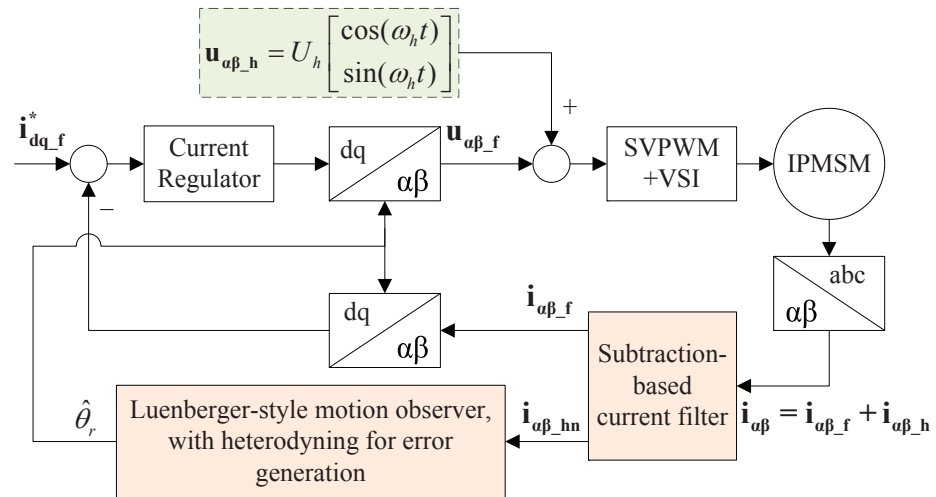 u_αβ_h = U_h [cos(ω_h t) sin(ω_h t)]
i*_dq_f
Current
Regulator
dq
αβ
u_αβ_f
+
SVPWM
+VSI
IPMSM
−
abc
αβ
dq
αβ
i_αβ_f
Subtraction-
based
current filter
i_αβ = i_αβ_f + i_αβ_h
θ̂_r
Luenberger-style motion observer,
with heterodyning for error
generation
i_αβ_hn